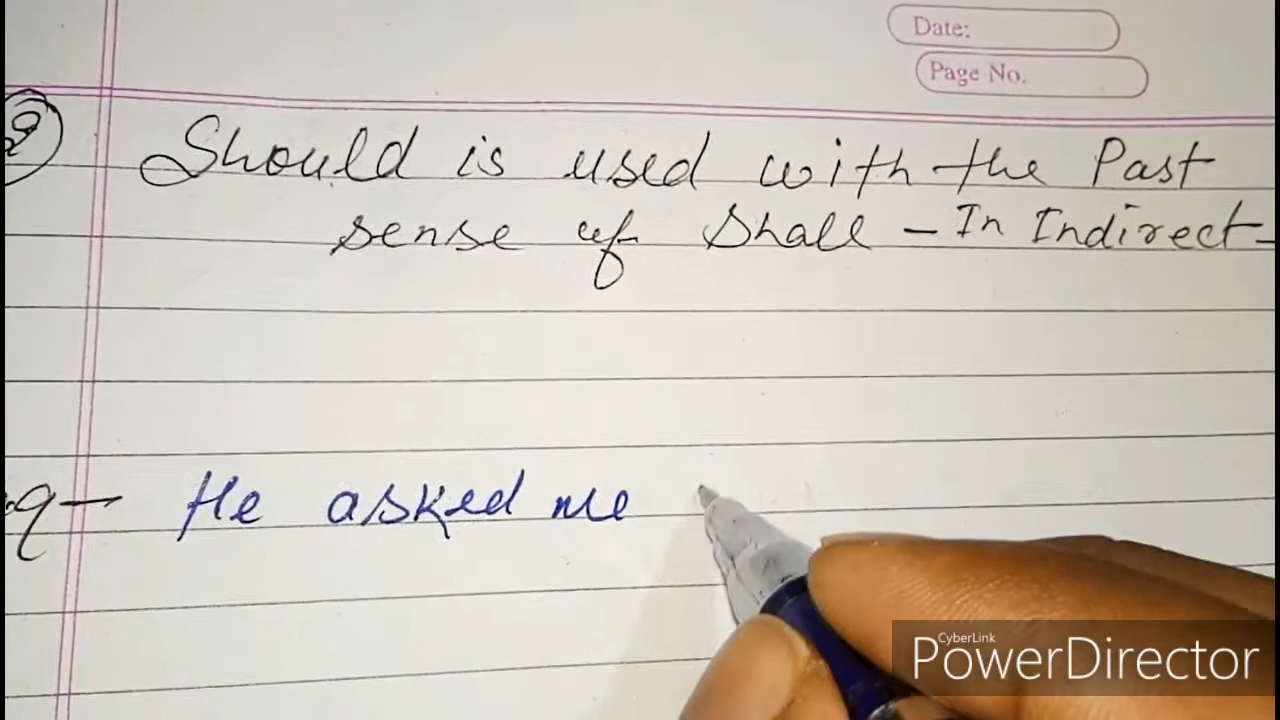 Date:
Page No.
2) Should is used with the Past
sense of Shall - In Indirect-
e.g- He asked me
CyberLink
PowerDirector